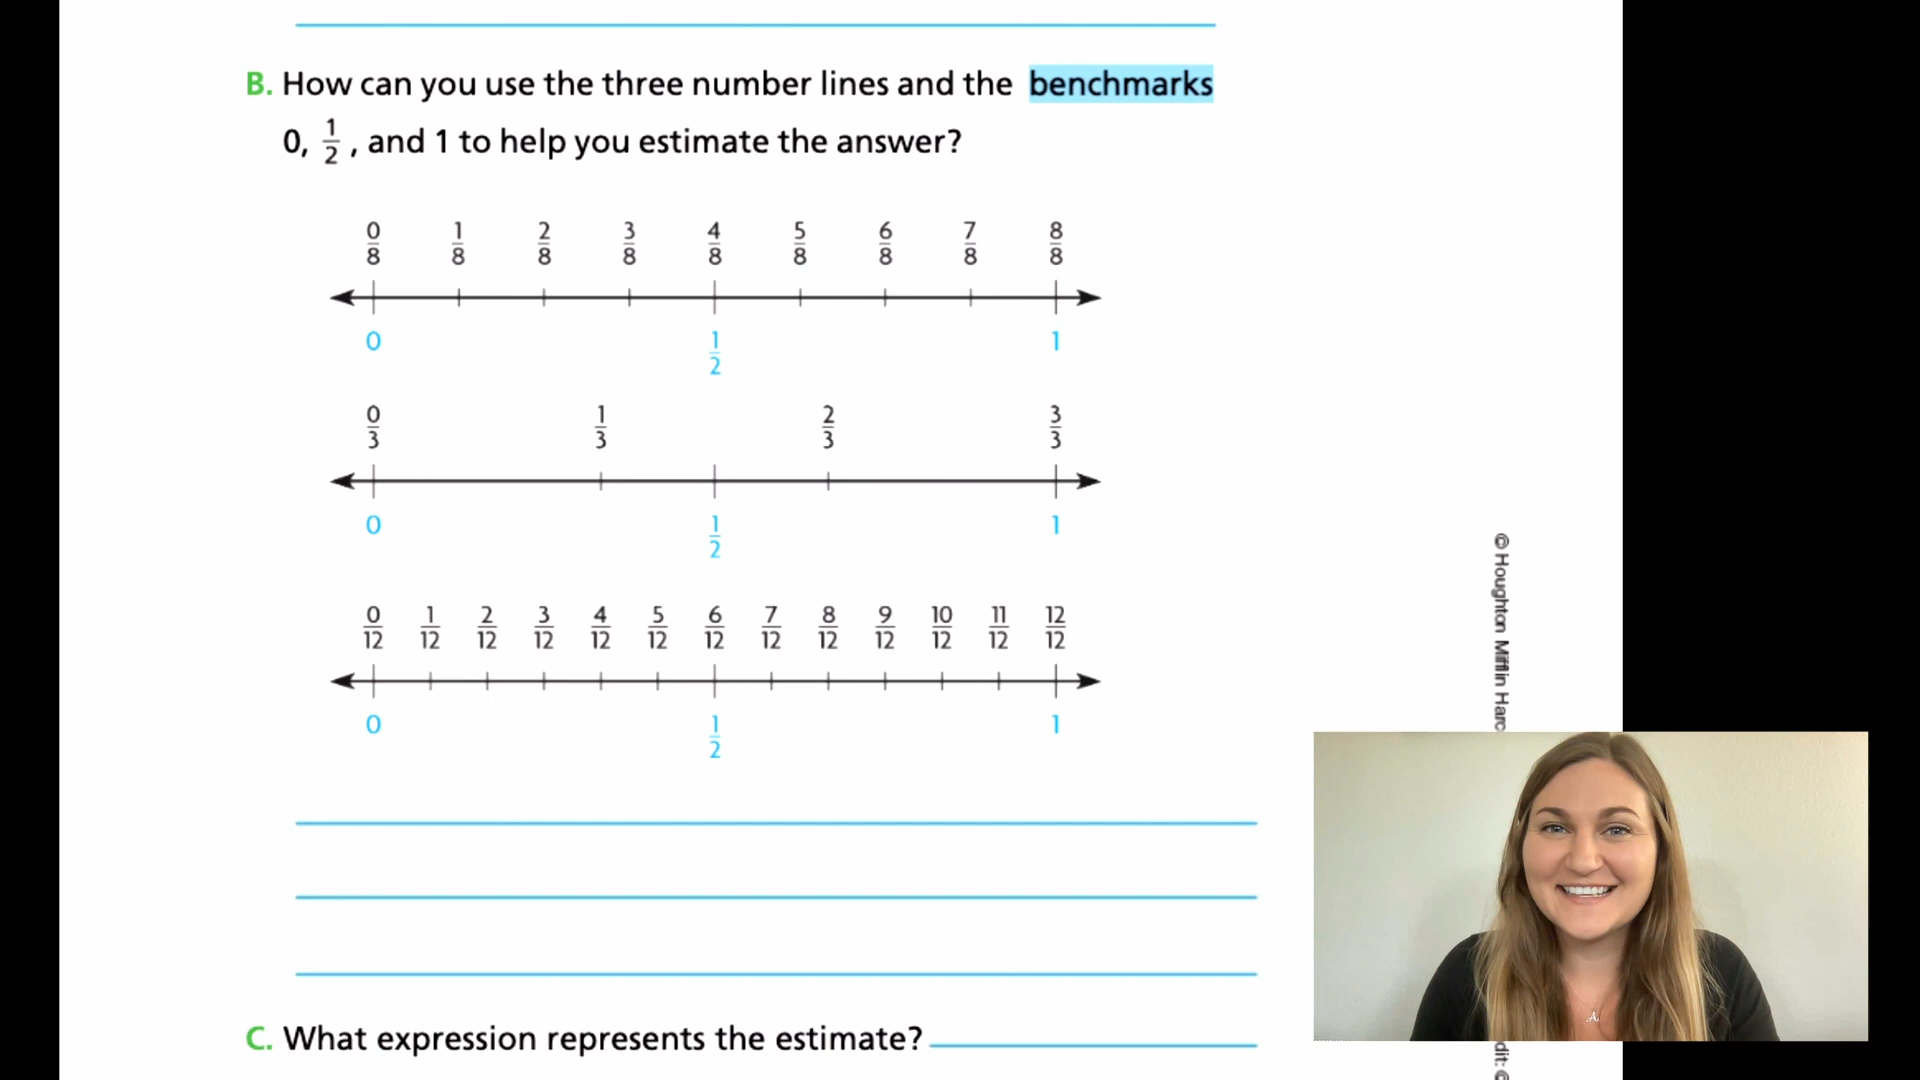 B. How can you use the three number lines and the benchmarks
0, 1/2, and 1 to help you estimate the answer?
0/8 1/8 2/8 3/8 4/8 5/8 6/8 7/8 8/8
0 1/2 1
0/3 1/3 2/3 3/3
0 1/2 1
0/12 1/12 2/12 3/12 4/12 5/12 6/12 7/12 8/12 9/12 10/12 11/12 12/12
0 1/2 1
C. What expression represents the estimate?
© Houghton Mifflin Harc
dit: ©
A